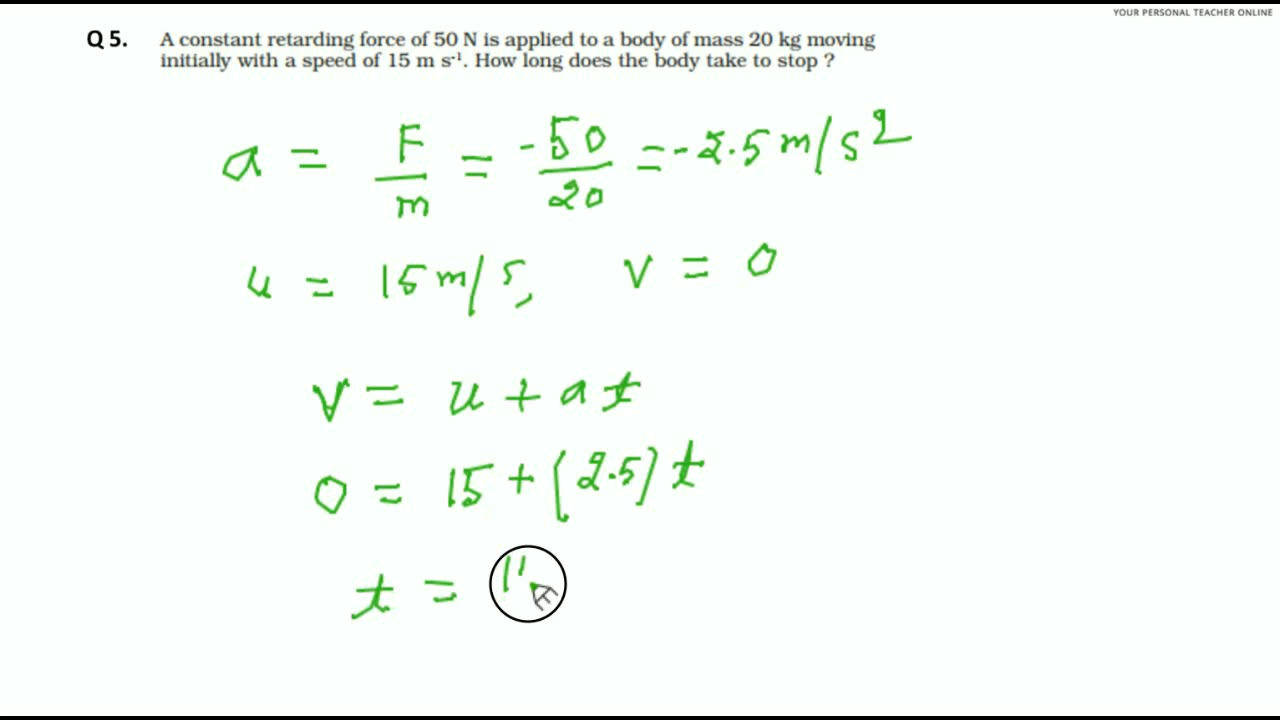 YOUR PERSONAL TEACHER ONLINE
Q 5. A constant retarding force of 50 N is applied to a body of mass 20 kg moving
initially with a speed of 15 m s⁻¹. How long does the body take to stop ?
a = F/m = -50/20 = -2.5 m/s²
u = 15 m/s, v = 0
v = u + at
0 = 15 + (2.5) t
t =